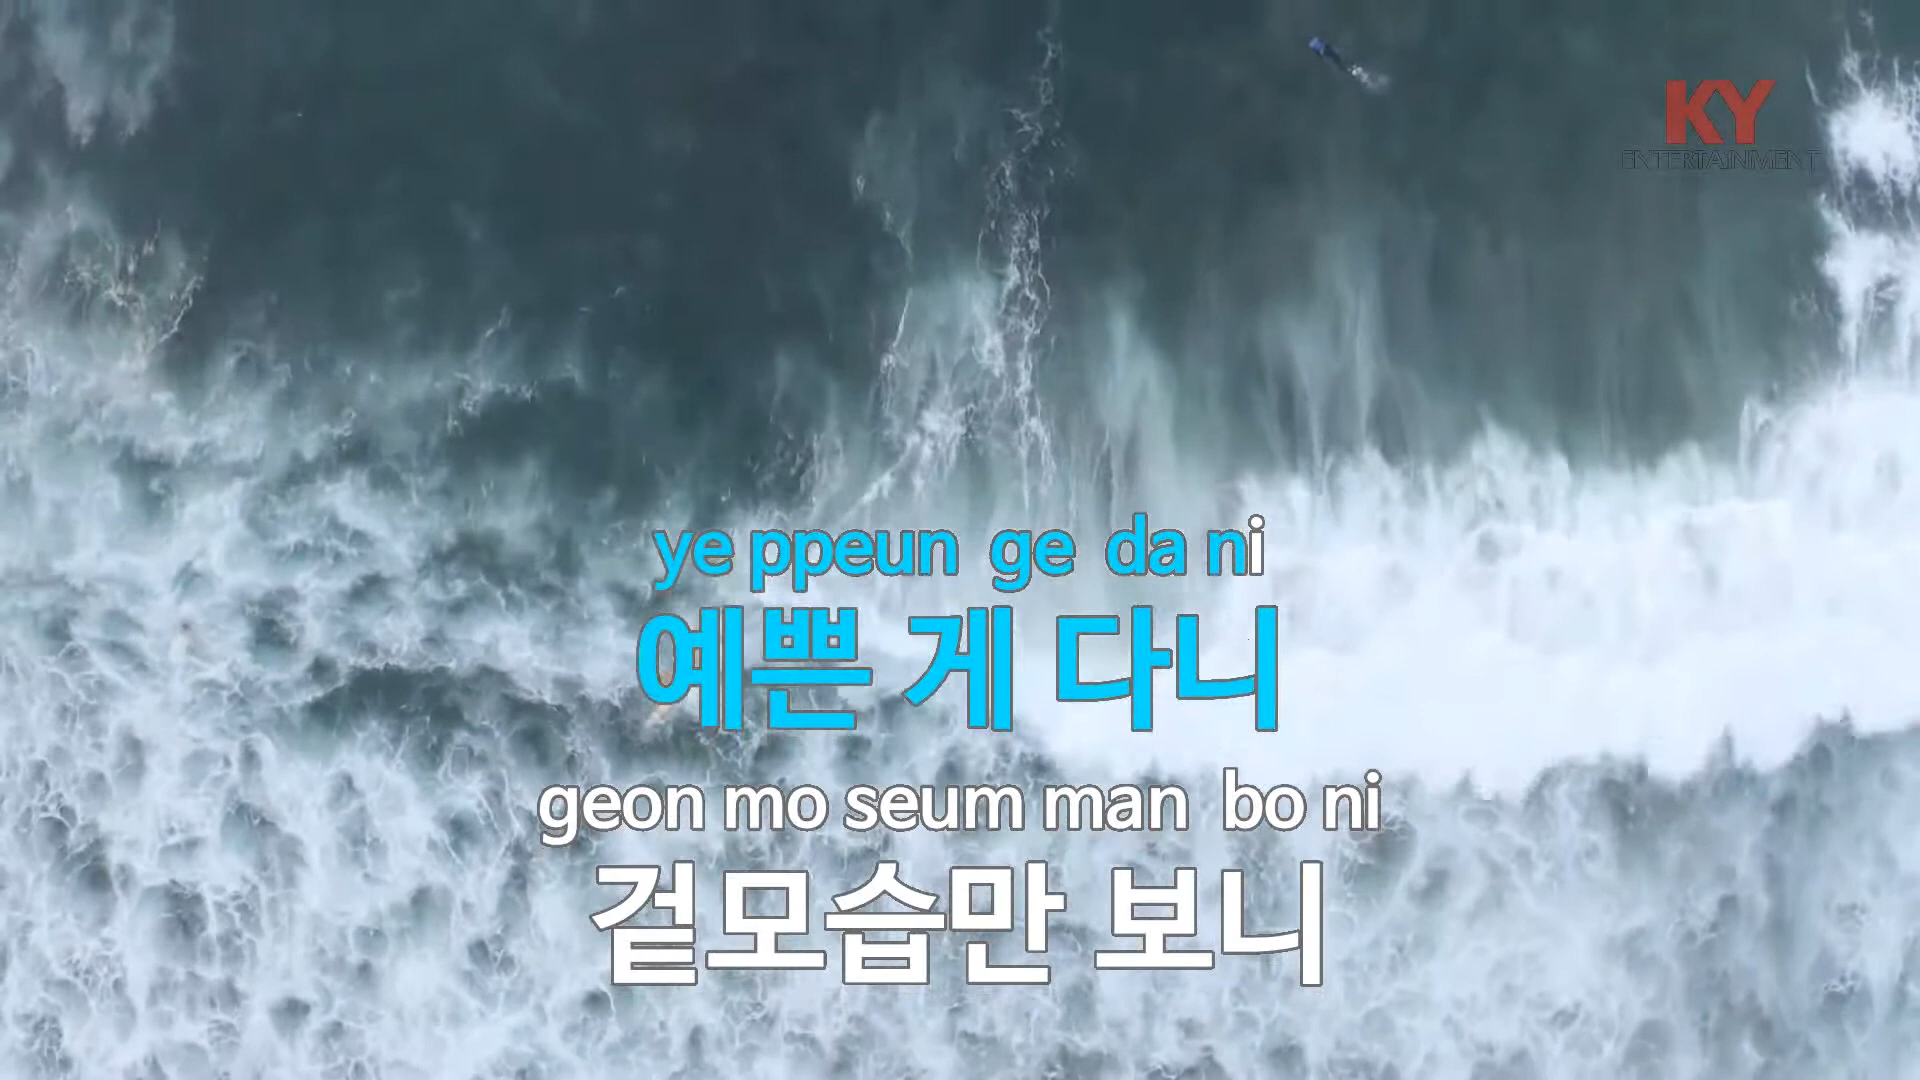 KY
ENTERTAINMENT
ye ppeun ge da ni
예쁜 게 다니
geon mo seum man bo ni
겉모습만 보니